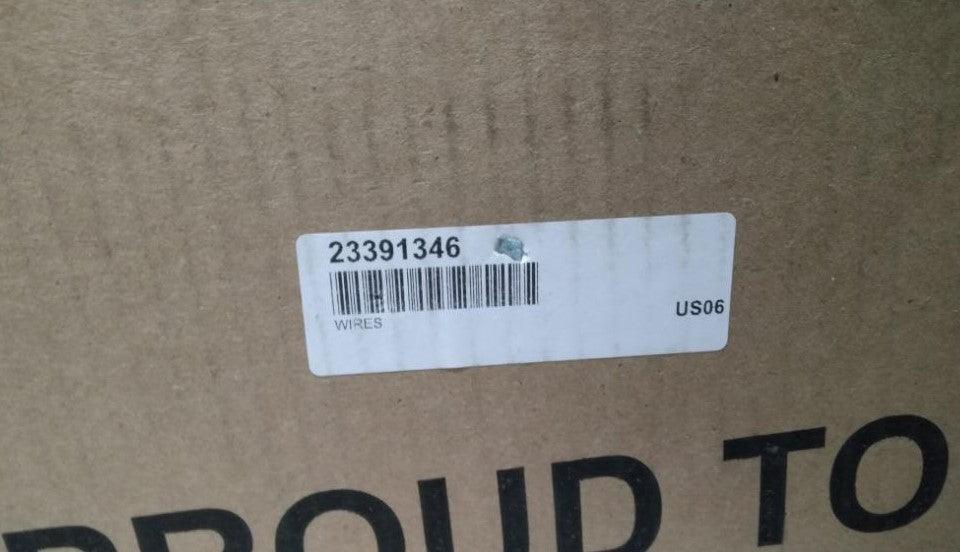 23391346
WIRES
US06
PROUD TO